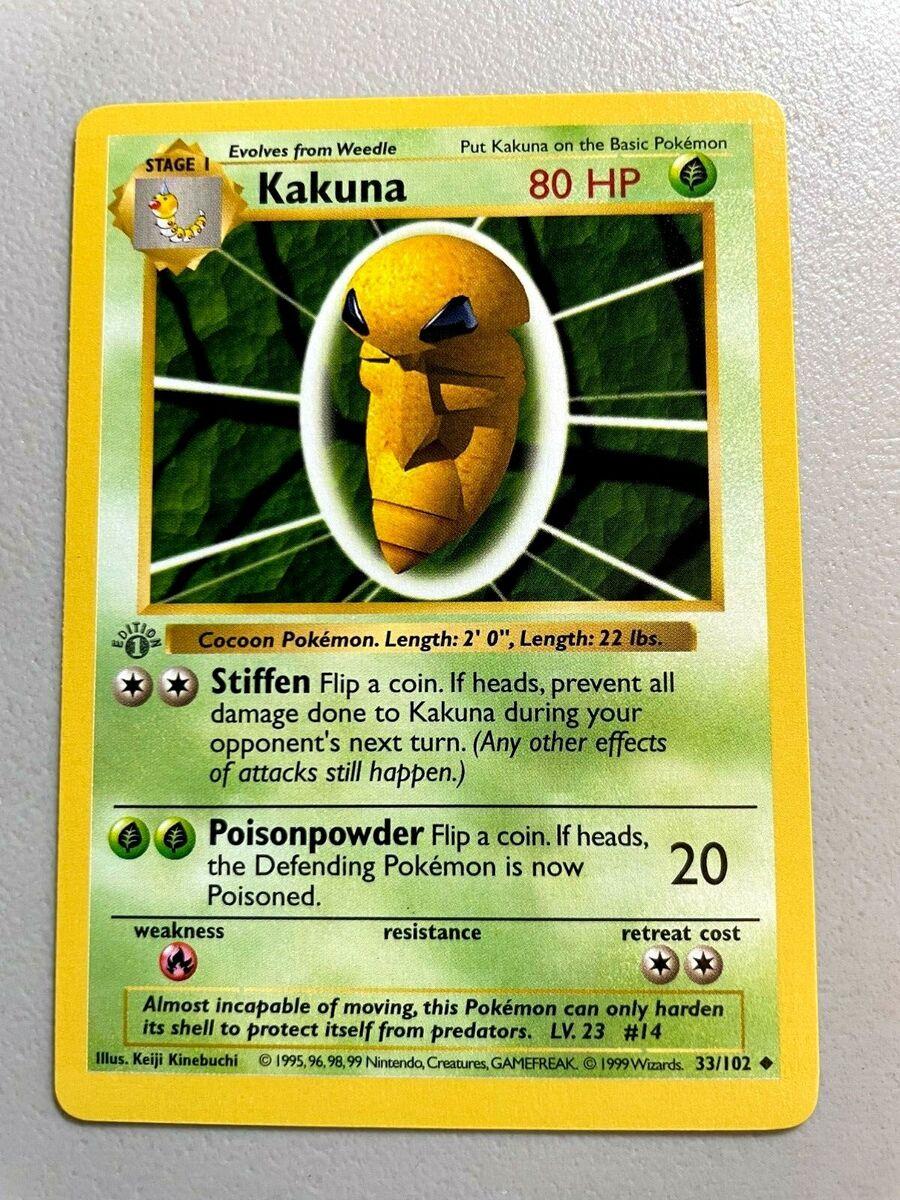 Evolves from Weedle Put Kakuna on the Basic Pokémon
STAGE 1
Kakuna 80 HP
EDITION
1
Cocoon Pokémon. Length: 2' 0", Length: 22 lbs.
Stiffen Flip a coin. If heads, prevent all
damage done to Kakuna during your
opponent's next turn. (Any other effects
of attacks still happen.)
Poisonpowder Flip a coin. If heads,
the Defending Pokémon is now
Poisoned.
20
weakness resistance retreat cost
Almost incapable of moving, this Pokémon can only harden
its shell to protect itself from predators. LV. 23 #14
Illus. Keiji Kinebuchi © 1995, 96, 98, 99 Nintendo, Creatures, GAMEFREAK. © 1999 Wizards. 33/102